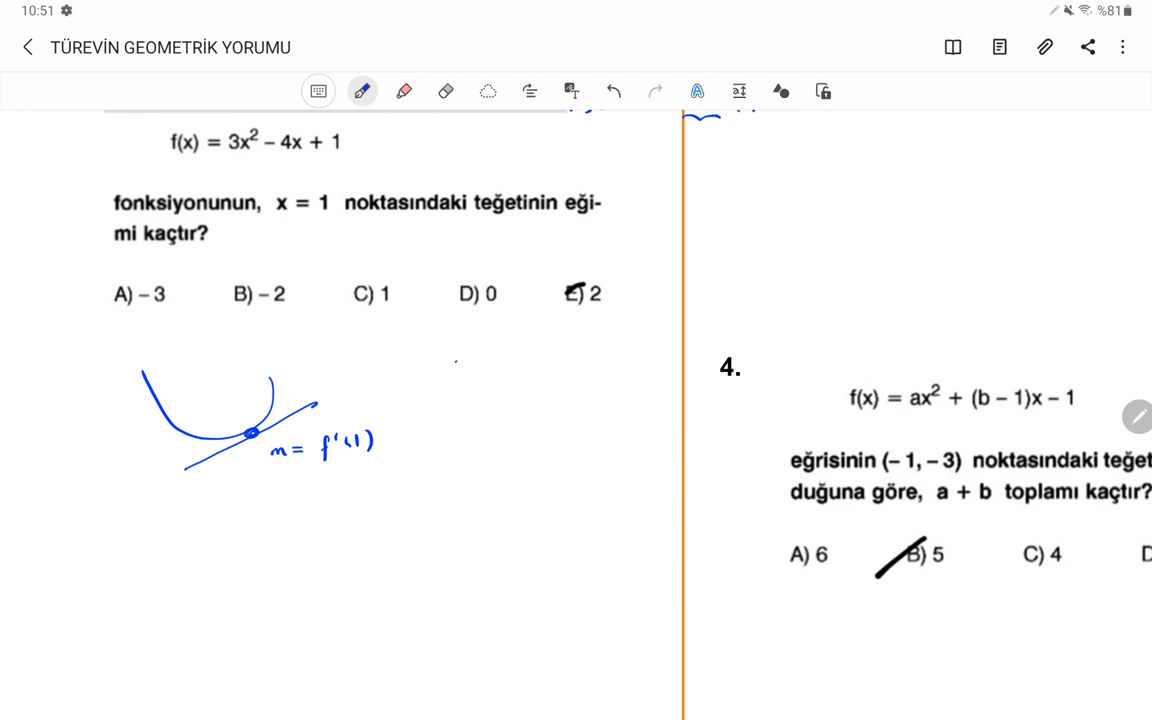 10:51 %81
TÜREVİN GEOMETRİK YORUMU
f(x) = 3x² – 4x + 1
fonksiyonunun, x = 1 noktasındaki teğetinin eği-
mi kaçtır?
A) – 3 B) – 2 C) 1 D) 0 E) 2
m = f'(1)
4.
f(x) = ax² + (b – 1)x – 1
eğrisinin (– 1, – 3) noktasındaki teğet
duğuna göre, a + b toplamı kaçtır?
A) 6 B) 5 C) 4 D